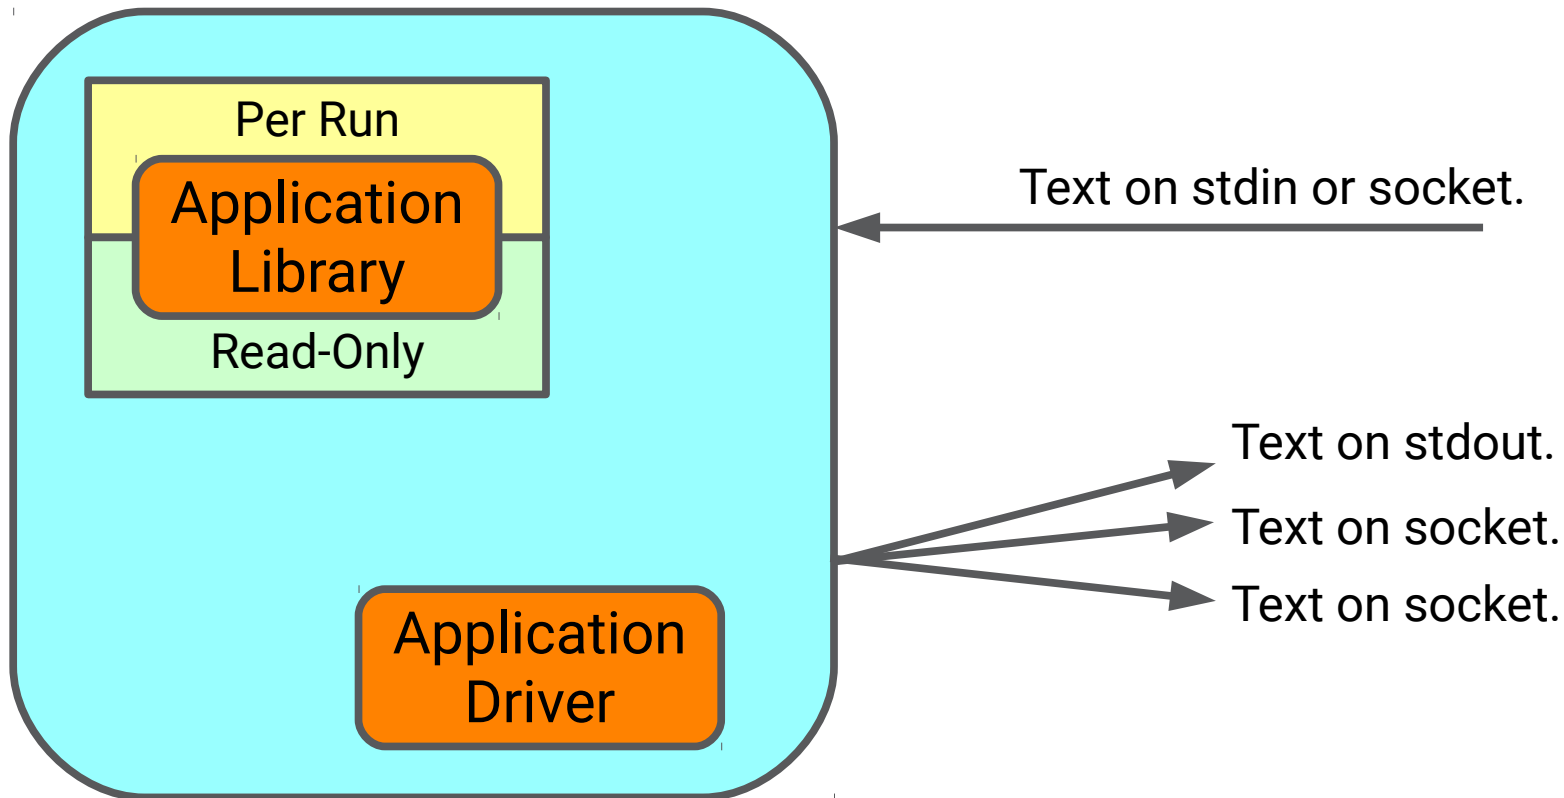 Per Run
Application
Library
Read-Only
Text on stdin or socket.
Text on stdout.
Text on socket.
Text on socket.
Application
Driver